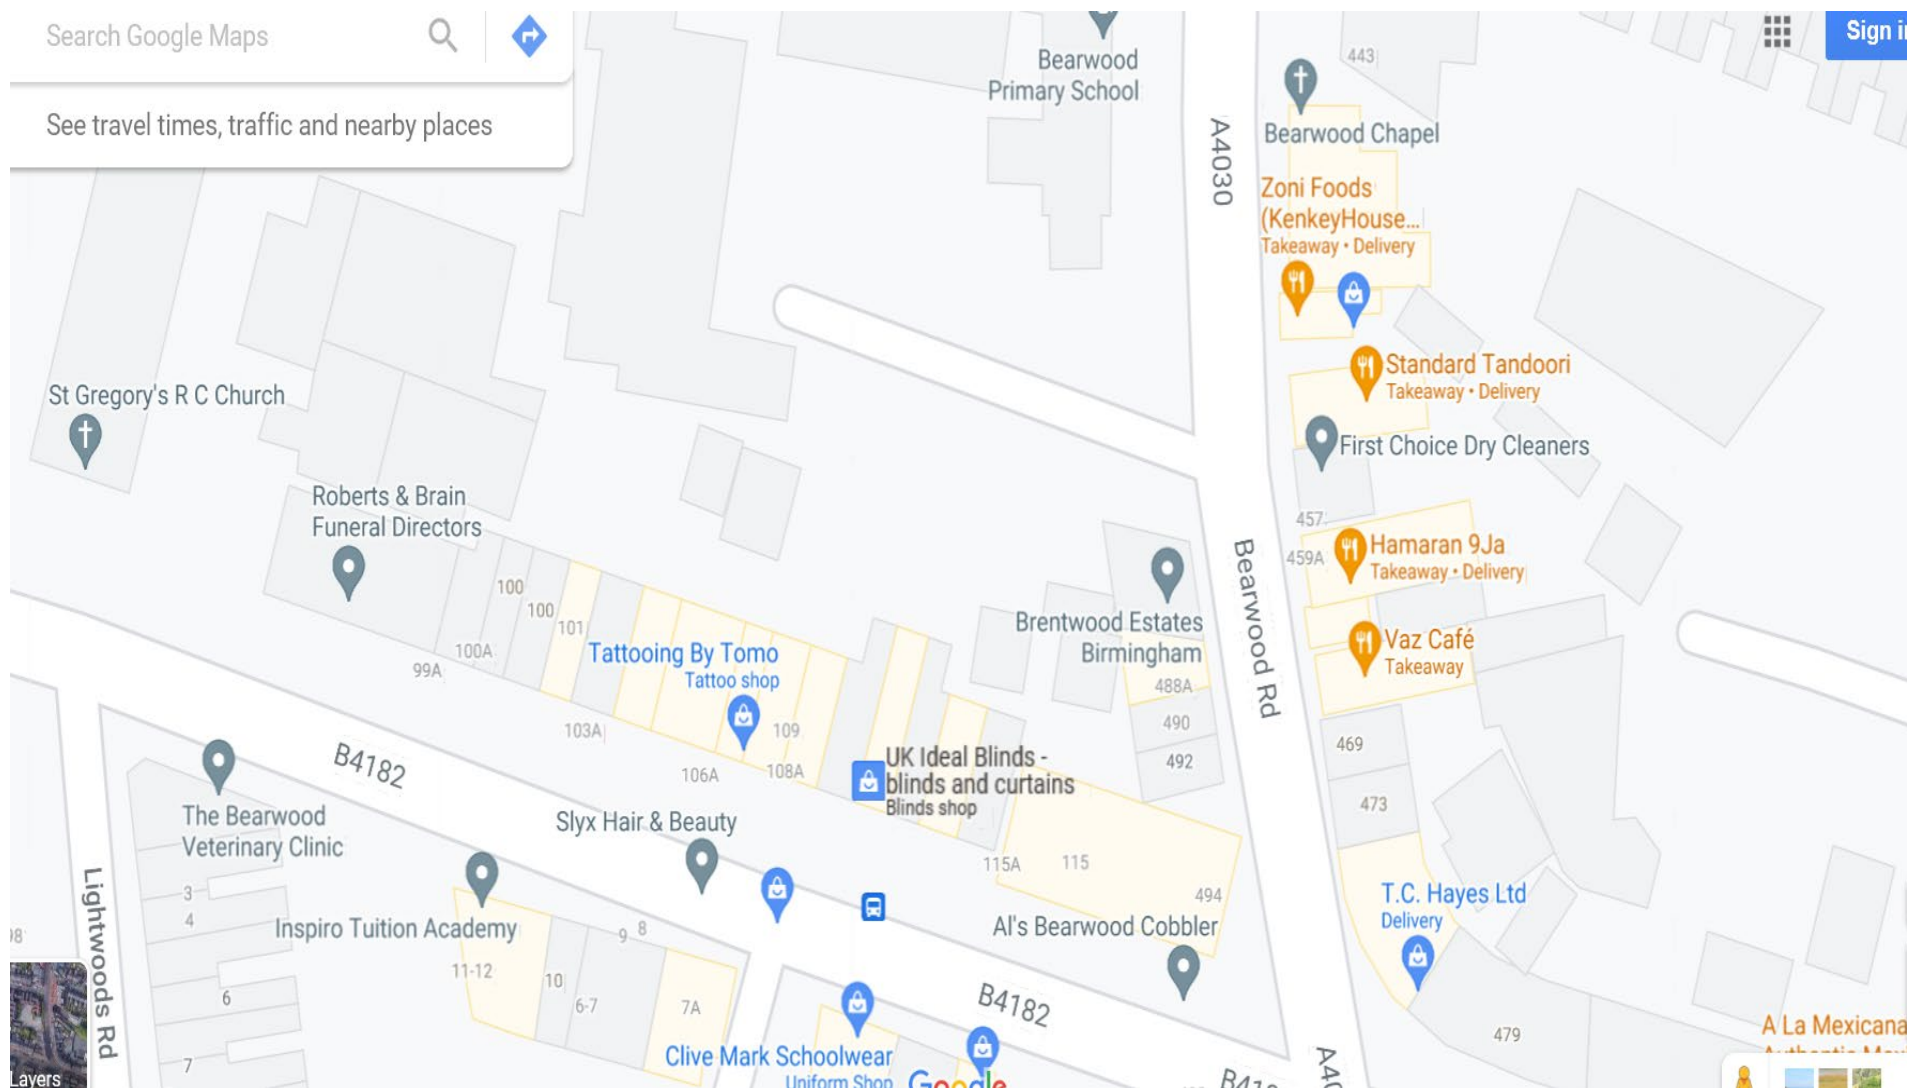 Search Google Maps
Sign i
See travel times, traffic and nearby places
Bearwood
Primary School
443
A4030
Bearwood Chapel
Zoni Foods
(KenkeyHouse...
Takeaway • Delivery
Standard Tandoori
Takeaway • Delivery
St Gregory's R C Church
First Choice Dry Cleaners
Roberts & Brain
Funeral Directors
457
459A
Hamaran 9Ja
Takeaway • Delivery
Bearwood Rd
100
100
101
Brentwood Estates
Birmingham
488A
490
492
Vaz Café
Takeaway
100A
99A
Tattooing By Tomo
Tattoo shop
103A
109
106A
108A
469
473
B4182
UK Ideal Blinds -
blinds and curtains
Blinds shop
The Bearwood
Veterinary Clinic
Slyx Hair & Beauty
115A
115
494
3
4
Lightwoods Rd
Inspiro Tuition Academy
9
8
Al's Bearwood Cobbler
T.C. Hayes Ltd
Delivery
11-12
10
6-7
7A
6
7
B4182
479
A La Mexicana
Clive Mark Schoolwear
Uniform Shop
Google
Layers